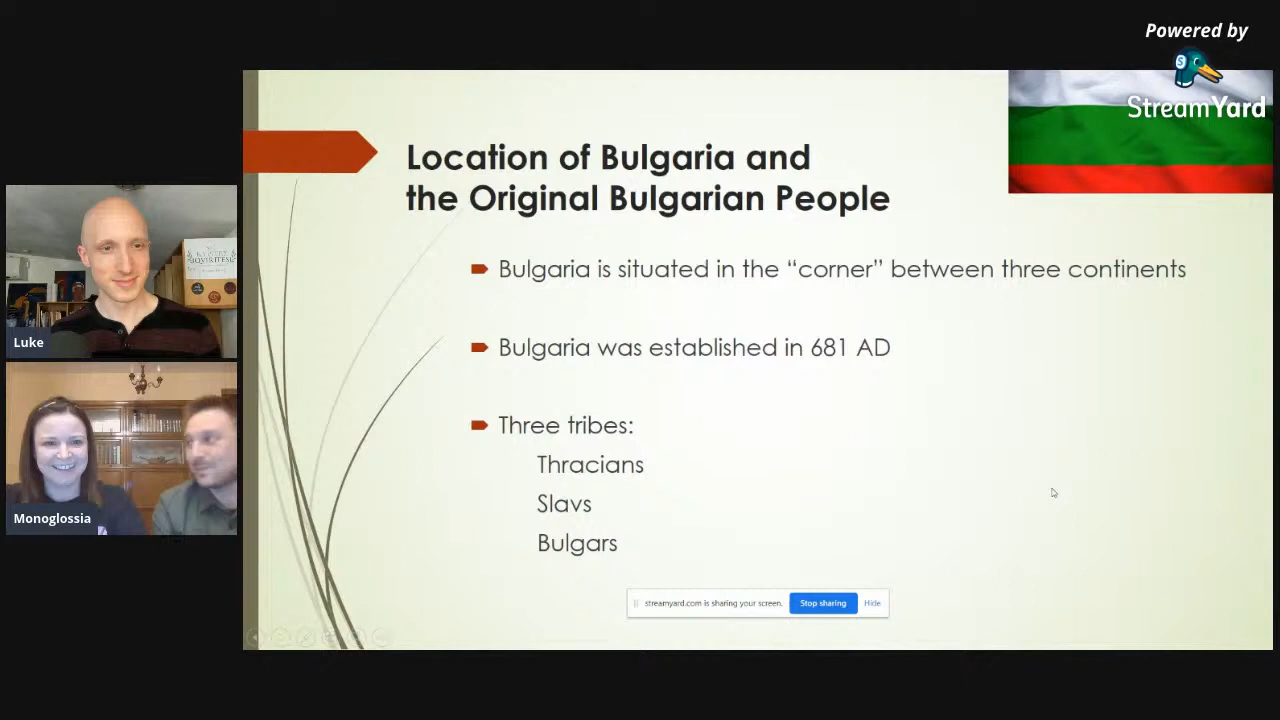 Powered by
StreamYard
Location of Bulgaria and
the Original Bulgarian People
Bulgaria is situated in the “corner” between three continents
Bulgaria was established in 681 AD
Three tribes:
Thracians
Slavs
Bulgars
Luke
Monoglossia
streamyard.com is sharing your screen.
Stop sharing
Hide